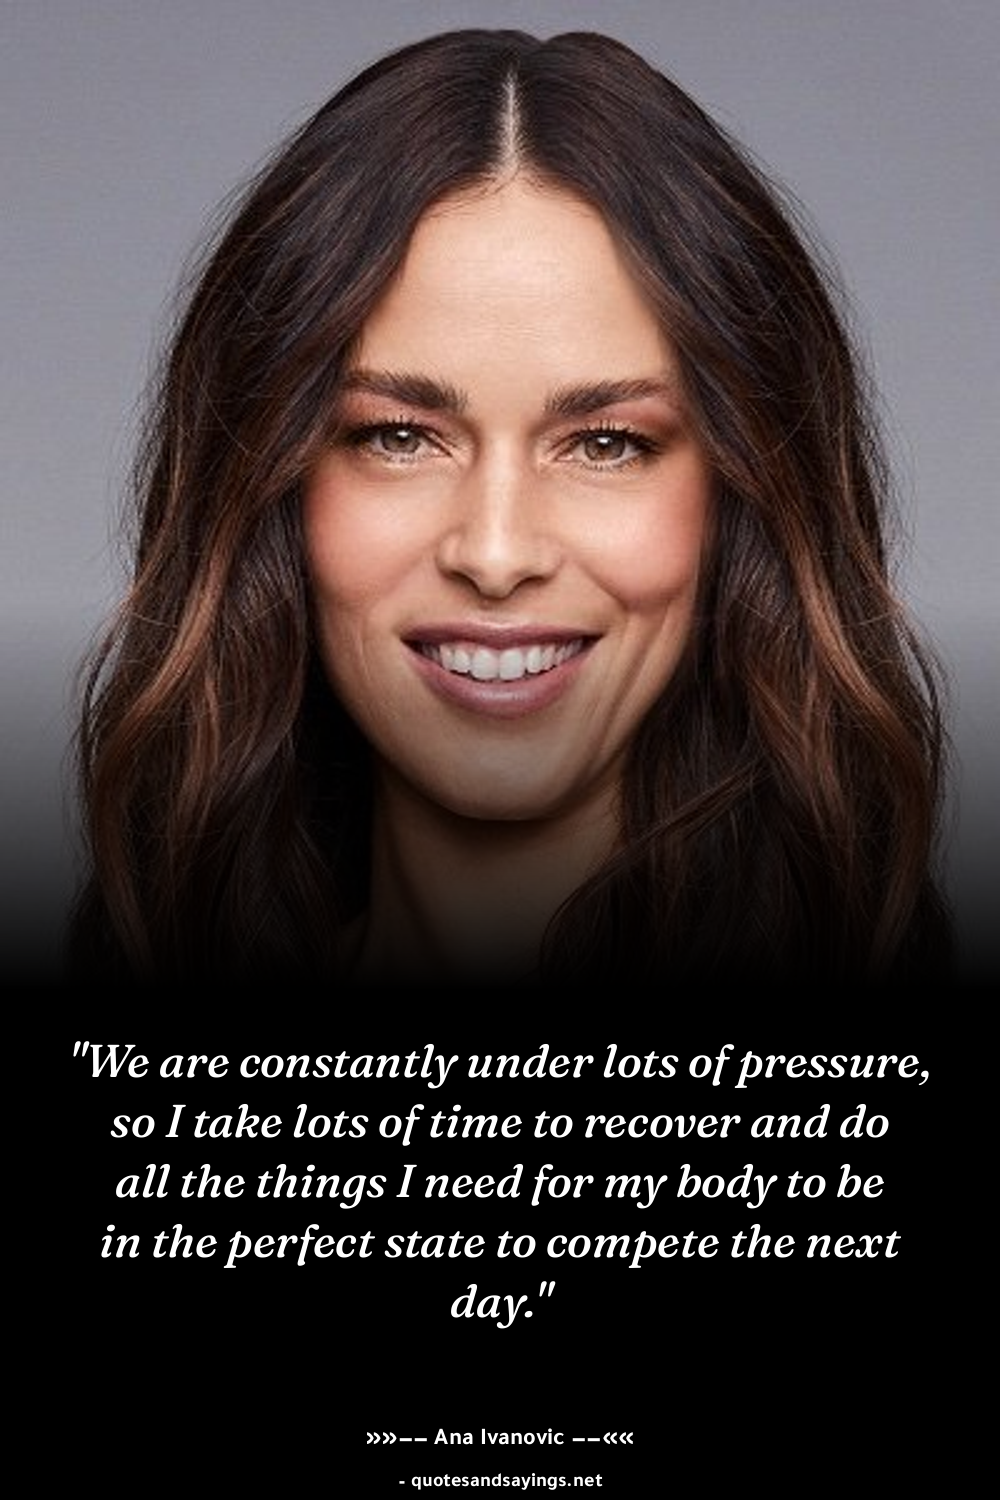 "We are constantly under lots of pressure,
so I take lots of time to recover and do
all the things I need for my body to be
in the perfect state to compete the next
day."
»»–– Ana Ivanovic ––««
- quotesandsayings.net